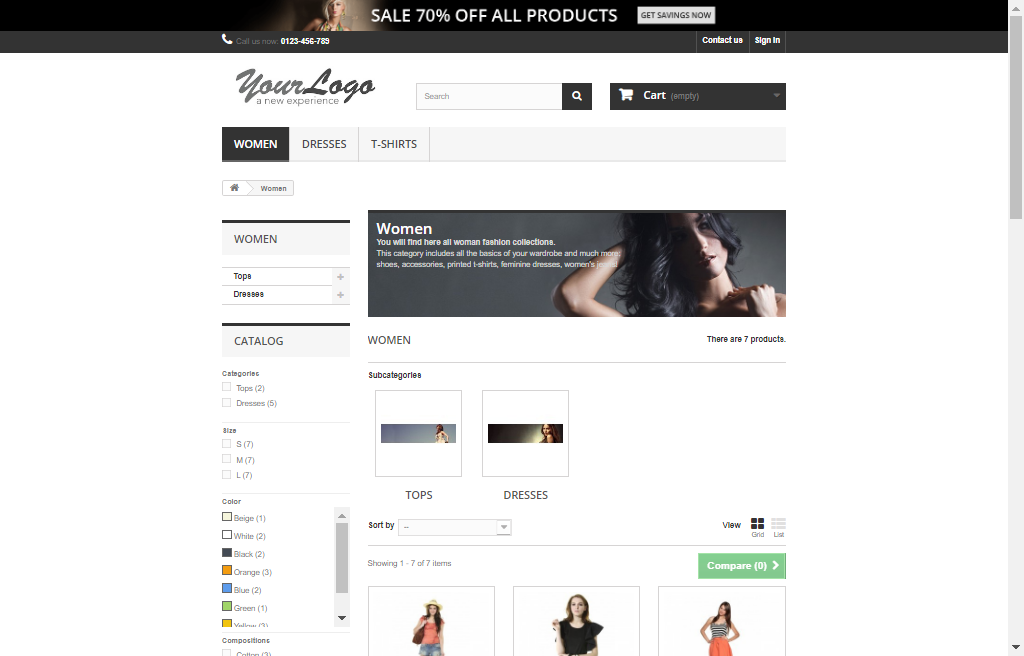 SALE 70% OFF ALL PRODUCTS GET SAVINGS NOW
Call us now: 0123-456-789 Contact us Sign in
YourLogo
a new experience
Search
Cart (empty)
WOMEN DRESSES T-SHIRTS
Women
WOMEN
Tops
Dresses
CATALOG
Categories
Tops (2)
Dresses (5)
Size
S (7)
M (7)
L (7)
Color
Beige (1)
White (2)
Black (2)
Orange (3)
Blue (2)
Green (1)
Yellow (3)
Compositions
Cotton (3)
Women
You will find here all woman fashion collections.
This category includes all the basics of your wardrobe and much more:
shoes, accessories, printed t-shirts, feminine dresses, women's jeans!
WOMEN There are 7 products.
Subcategories
TOPS DRESSES
Sort by -- View Grid List
Showing 1 - 7 of 7 items Compare (0)